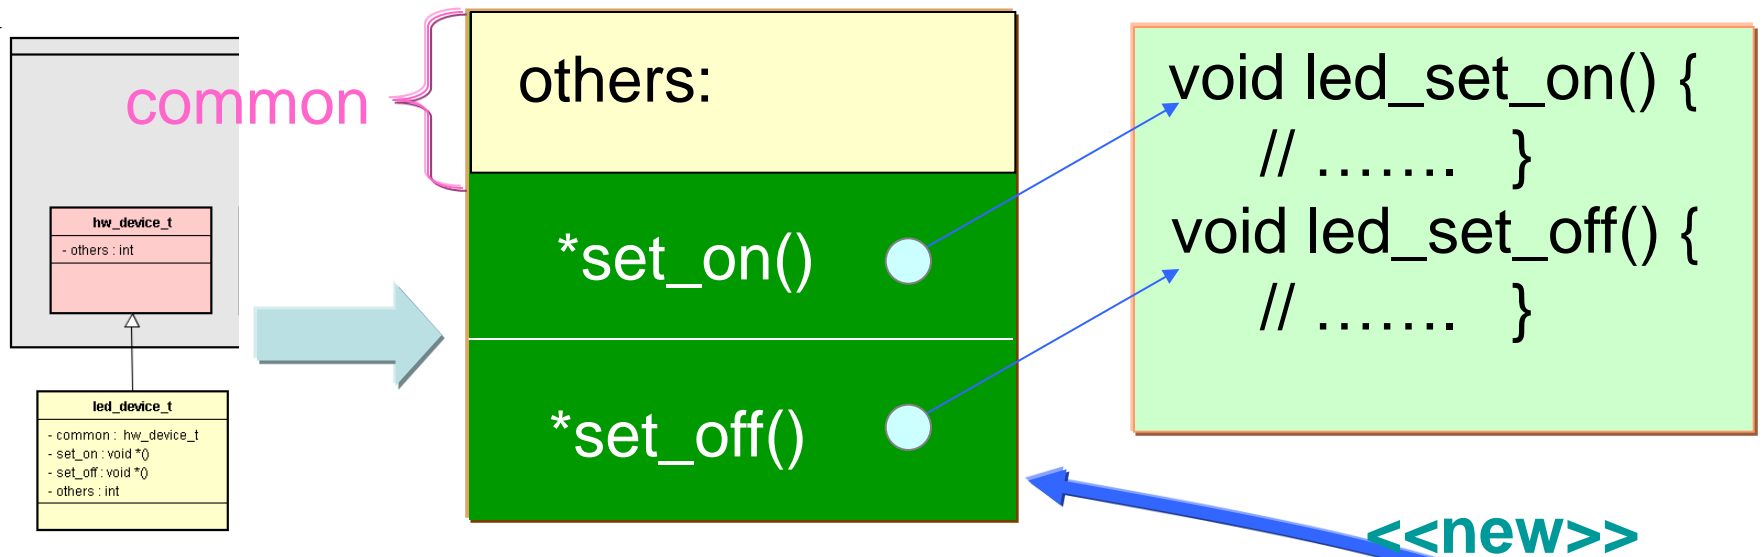 common
others:
*set_on()
*set_off()
void led_set_on() {
// ……. }
void led_set_off() {
// ……. }
hw_device_t
- others : int
led_device_t
- common : hw_device_t
- set_on : void *()
- set_off : void *()
- others : int
<<new>>